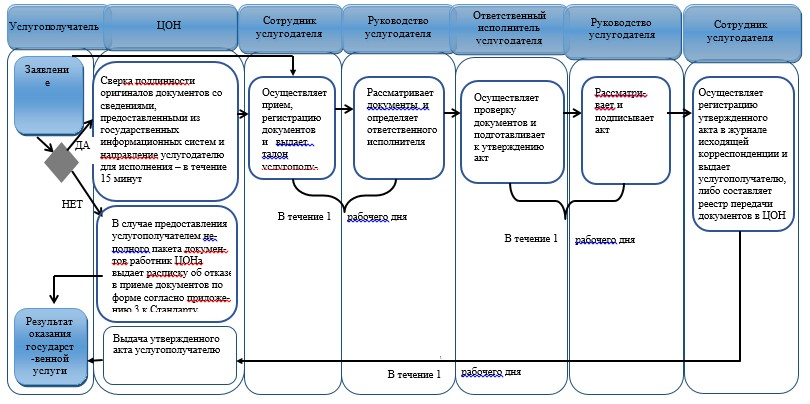 Услугополучатель
ЦОН
Сотрудник
услугодателя
Руководство
услугодателя
Ответственный
исполнитель
услугодателя
Руководство
услугодателя
Сотрудник
услугодателя
Заявлени
е
ДА
НЕТ
Сверка подлинности
оригиналов документов со
сведениями,
предоставленными из
государственных
информационных систем и
направление услугодателю
для исполнения – в течение
15 минут
В случае предоставления
услугополучателем не-
полного пакета докумен-
тов работник ЦОНа
выдает расписку об отказе
в приеме документов по
форме согласно приложе-
нию 3 к Стандарту
Осуществляет
прием,
регистрацию
документов
и выдает
талон
услугополу-
Рассматривает
документы и
определяет
ответственного
исполнителя
Осуществляет
проверку
документов и
подготавливает
к утверждению
акт
Рассматри-
вает и
подписывает
акт
Осуществляет
регистрацию
утвержденного
акта в журнале
исходящей
корреспонденции и
выдает
услугополучателю,
либо составляет
реестр передачи
документов в ЦОН
В течение 1 рабочего дня
В течение 1 рабочего дня
Результат
оказания
государст
-венной
услуги
Выдача утвержденного
акта услугополучателю
В течение 1 рабочего дня